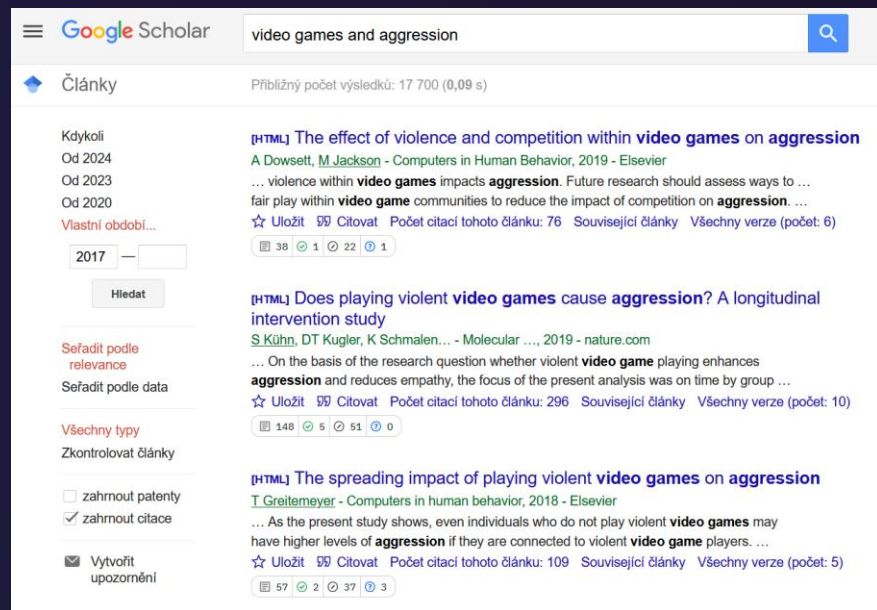 Google Scholar
video games and aggression
Články
Přibližný počet výsledků: 17 700 (0,09 s)
Kdykoli
Od 2024
Od 2023
Od 2020
Vlastní období...
2017 —
Hledat
Seřadit podle
relevance
Seřadit podle data
Všechny typy
Zkontrolovat články
zahrnout patenty
zahrnout citace
Vytvořit
upozornění
[HTML] The effect of violence and competition within video games on aggression
A Dowsett, M Jackson - Computers in Human Behavior, 2019 - Elsevier
… violence within video games impacts aggression. Future research should assess ways to …
fair play within video game communities to reduce the impact of competition on aggression. …
Uložit Citovat Počet citací tohoto článku: 76 Související články Všechny verze (počet: 6)
38 1 22 1
[HTML] Does playing violent video games cause aggression? A longitudinal
intervention study
S Kühn, DT Kugler, K Schmalen… - Molecular …, 2019 - nature.com
… On the basis of the research question whether violent video game playing enhances
aggression and reduces empathy, the focus of the present analysis was on time by group …
Uložit Citovat Počet citací tohoto článku: 296 Související články Všechny verze (počet: 10)
148 5 51 0
[HTML] The spreading impact of playing violent video games on aggression
T Greitemeyer - Computers in human behavior, 2018 - Elsevier
… As the present study shows, even individuals who do not play violent video games may
have higher levels of aggression if they are connected to violent video game players. …
Uložit Citovat Počet citací tohoto článku: 109 Související články Všechny verze (počet: 5)
57 2 37 3